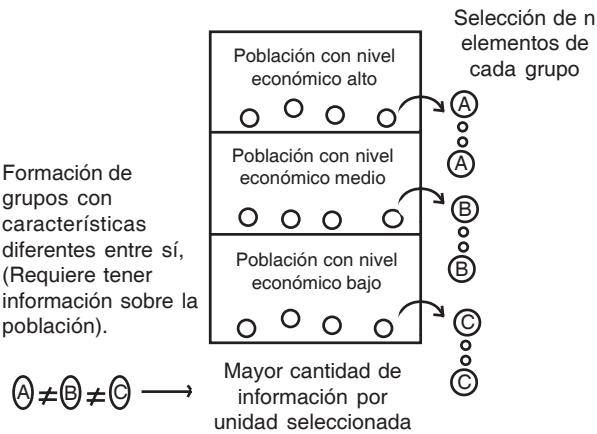 Selección de n
elementos de
cada grupo
Población con nivel
económico alto
A
A
Población con nivel
económico medio
B
B
Población con nivel
económico bajo
C
C
Formación de
grupos con
características
diferentes entre sí,
(Requiere tener
información sobre la
población).
A ≠ B ≠ C
Mayor cantidad de
información por
unidad seleccionada